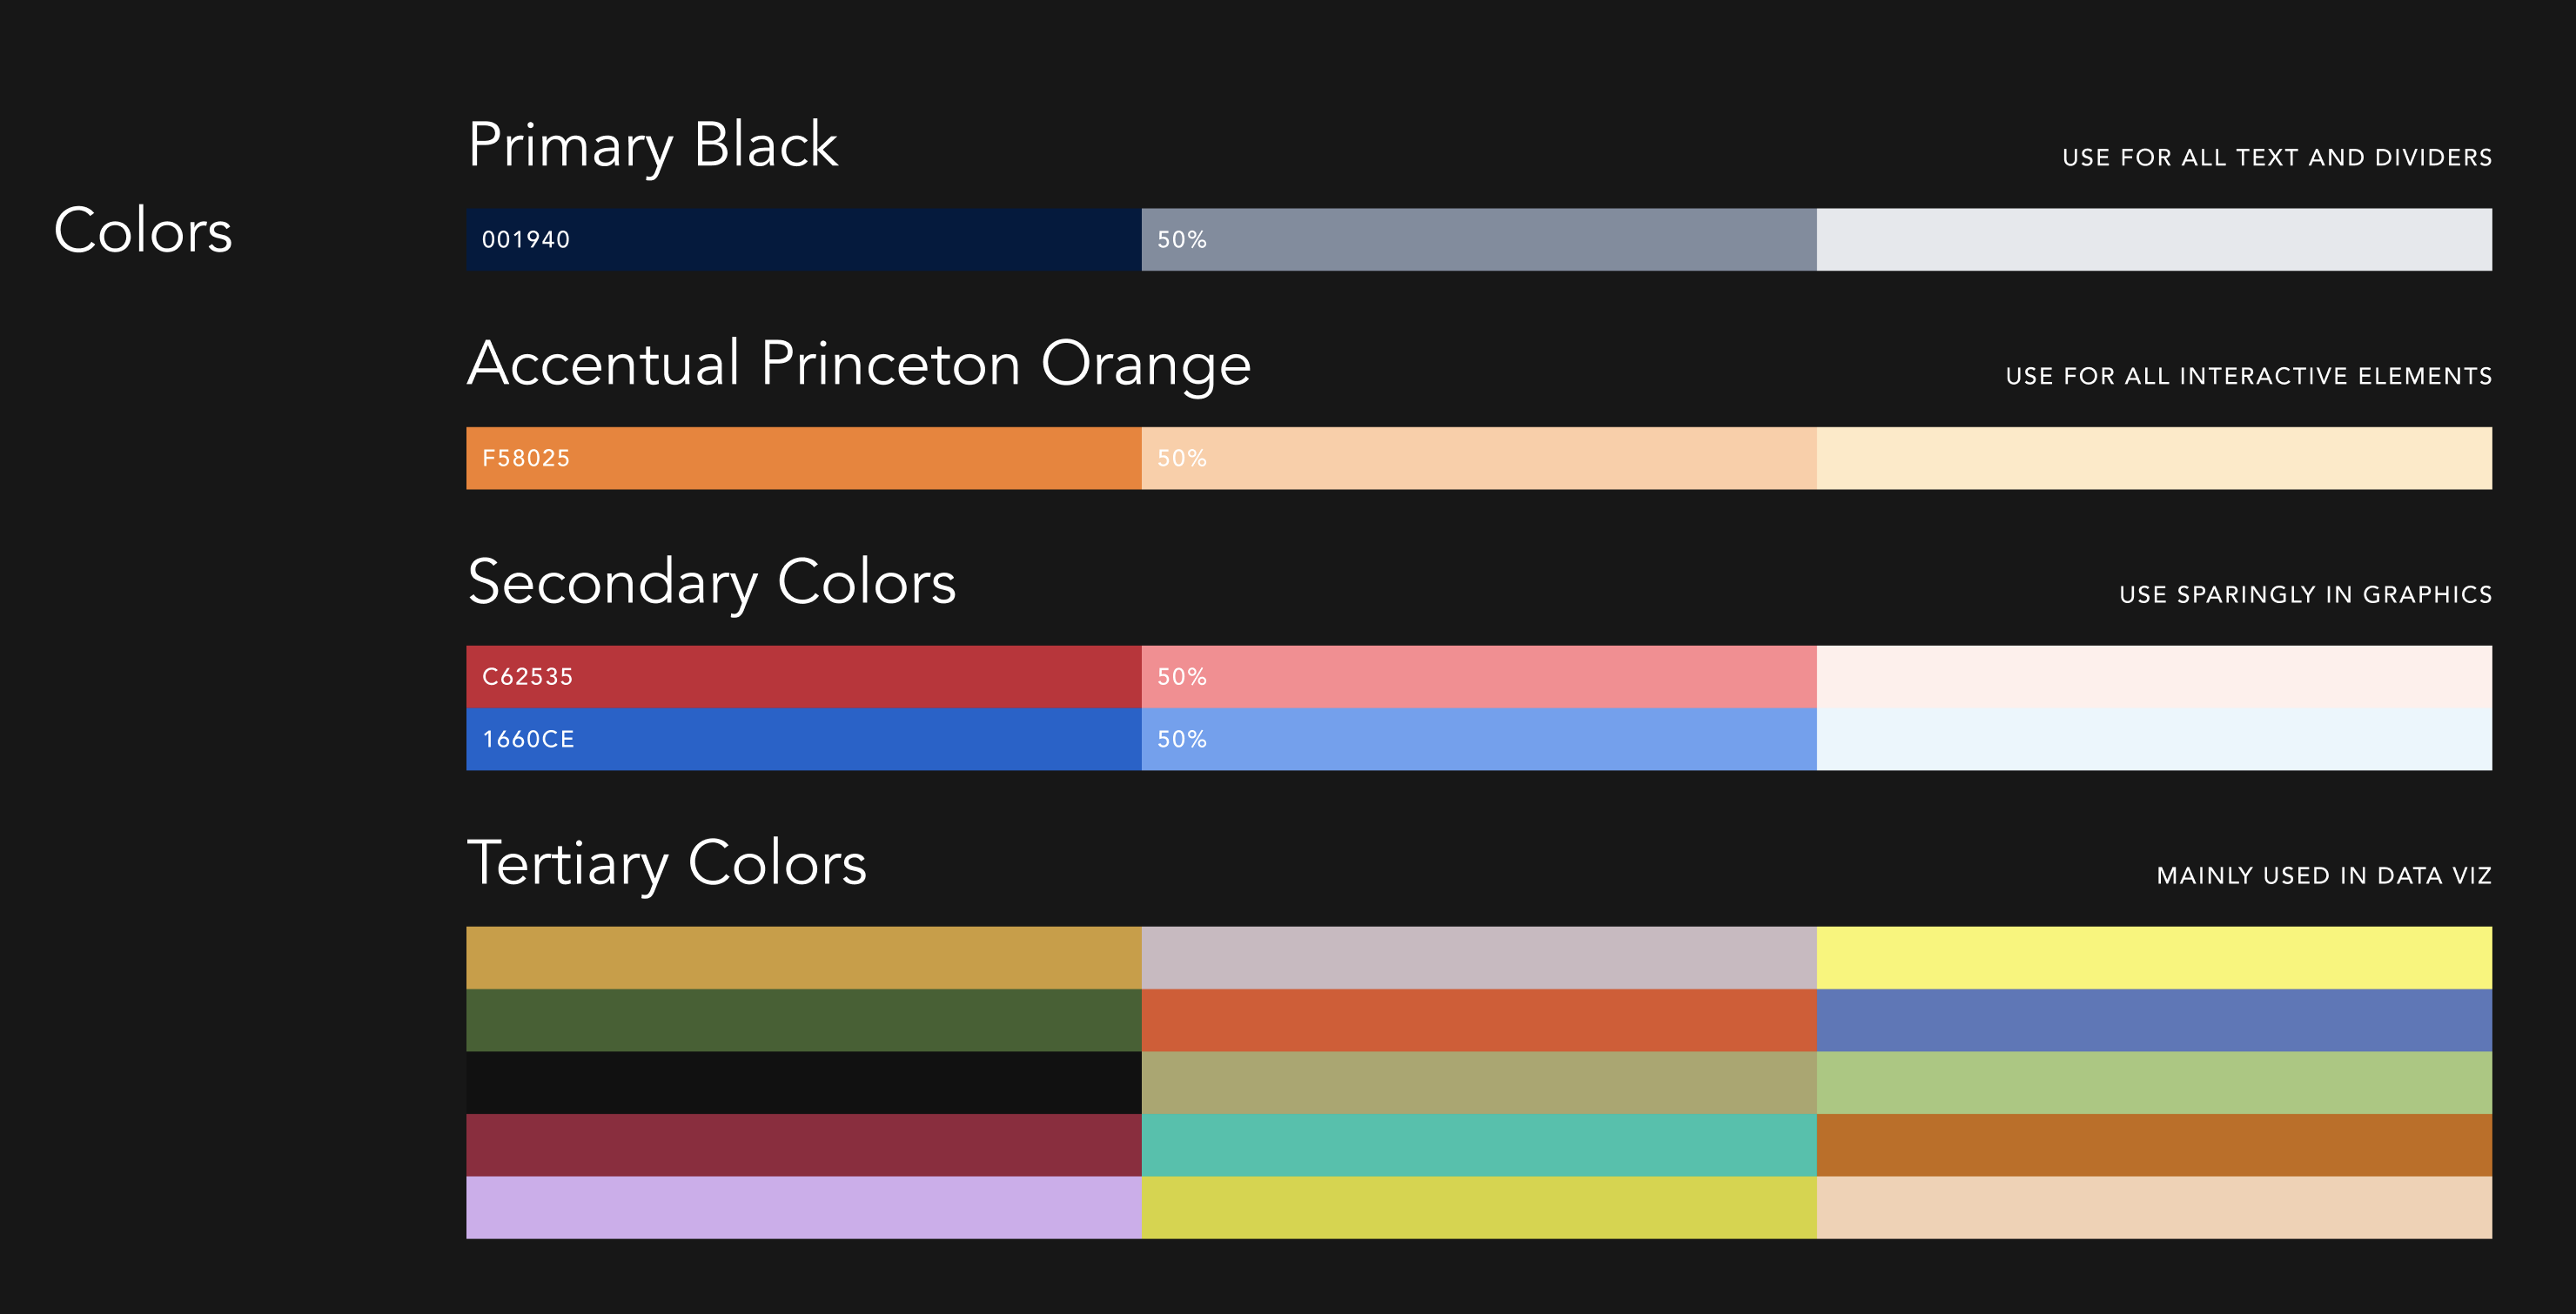 Colors
Primary Black
USE FOR ALL TEXT AND DIVIDERS
001940
50%
Accentual Princeton Orange
USE FOR ALL INTERACTIVE ELEMENTS
F58025
50%
Secondary Colors
USE SPARINGLY IN GRAPHICS
C62535
50%
1660CE
50%
Tertiary Colors
MAINLY USED IN DATA VIZ